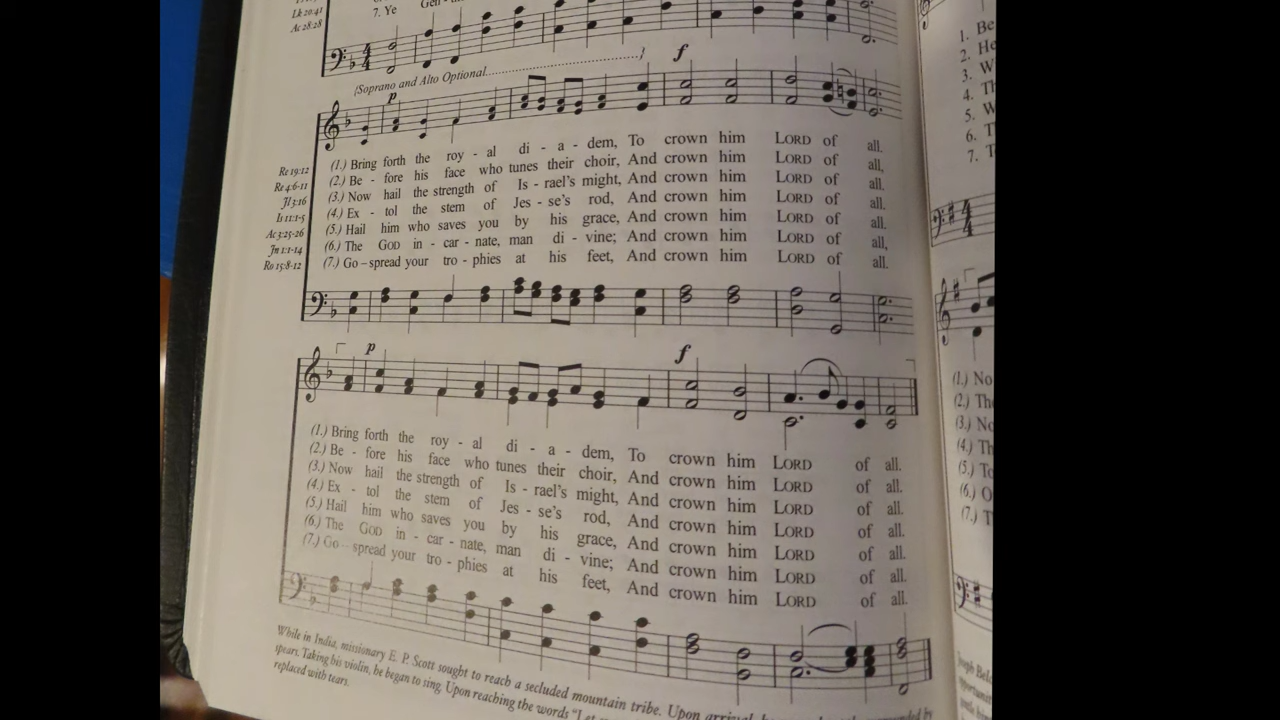 Lk 20:41
Ac 28:28
7. Ye Gen -
{Soprano and Alto Optional..............................}
f
p
Re 19:12
Re 4:6-11
Jl 3:16
Is 11:1-5
Ac 3:25-26
Jn 1:1-14
Ro 15:8-12
(1.) Bring forth the roy - al di - a - dem, To crown him LORD of all.
(2.) Be - fore his face who tunes their choir, And crown him LORD of all,
(3.) Now hail the strength of Is - rael's might, And crown him LORD of all.
(4.) Ex - tol the stem of Jes - se's rod, And crown him LORD of all.
(5.) Hail him who saves you by his grace, And crown him LORD of all.
(6.) The GOD in - car - nate, man di - vine; And crown him LORD of all,
(7.) Go – spread your tro - phies at his feet, And crown him LORD of all.
p
f
(1.) Bring forth the roy - al di - a - dem, To crown him LORD of all.
(2.) Be - fore his face who tunes their choir, And crown him LORD of all.
(3.) Now hail the strength of Is - rael's might, And crown him LORD of all.
(4.) Ex - tol the stem of Jes - se's rod, And crown him LORD of all.
(5.) Hail him who saves you by his grace, And crown him LORD of all.
(6.) The GOD in - car - nate, man di - vine; And crown him LORD of all.
(7.) Go - spread your tro - phies at his feet, And crown him LORD of all.
While in India, missionary E. P. Scott sought to reach a secluded mountain tribe. Upon
spears. Taking his violin, he began to sing. Upon reaching the words "Let
replaced with tears.
1. Be
2. He
3. W
4. Th
5. W
6. T
7. T
(1.) No
(2.) The
(3.) No
(4.) Th
(5.) To
(6.) O
(7.) T
Joseph